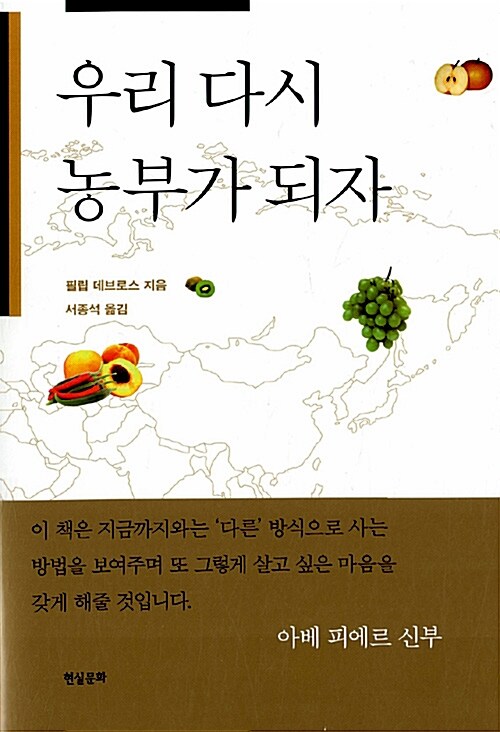 우리 다시
농부가 되자
필립 데브로스 지음
서종석 옮김
이 책은 지금까지와는 ‘다른’ 방식으로 사는
방법을 보여주며 또 그렇게 살고 싶은 마음을
갖게 해줄 것입니다.
아베 피에르 신부
현실문화